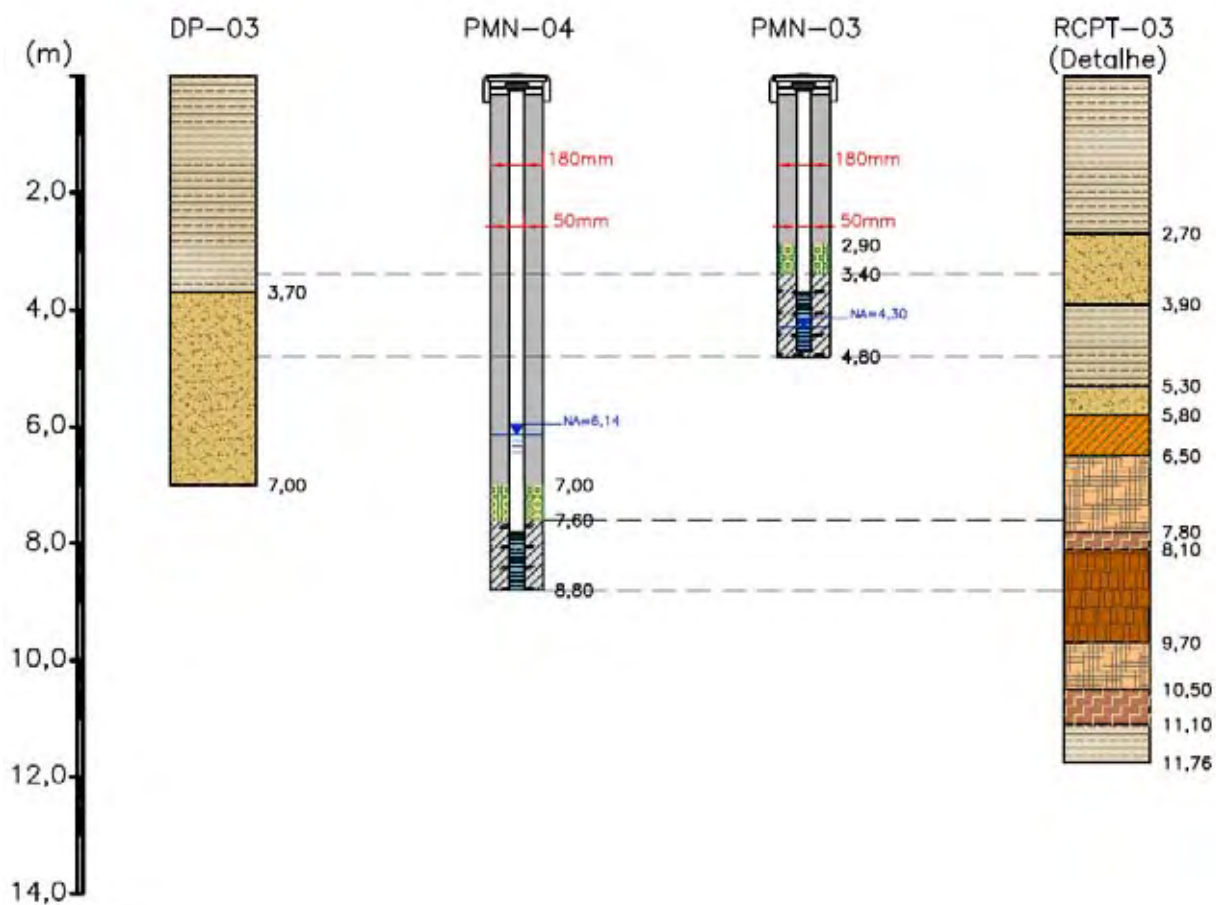 (m)
2,0
4,0
6,0
8,0
10,0
12,0
14,0
DP-03
3,70
7,00
PMN-04
180mm
50mm
NA=6,14
7,00
7,60
8,80
PMN-03
180mm
50mm
2,90
3,40
NA=4,30
4,80
RCPT-03
(Detalhe)
2,70
3,90
5,30
5,80
6,50
7,80
8,10
9,70
10,50
11,10
11,76